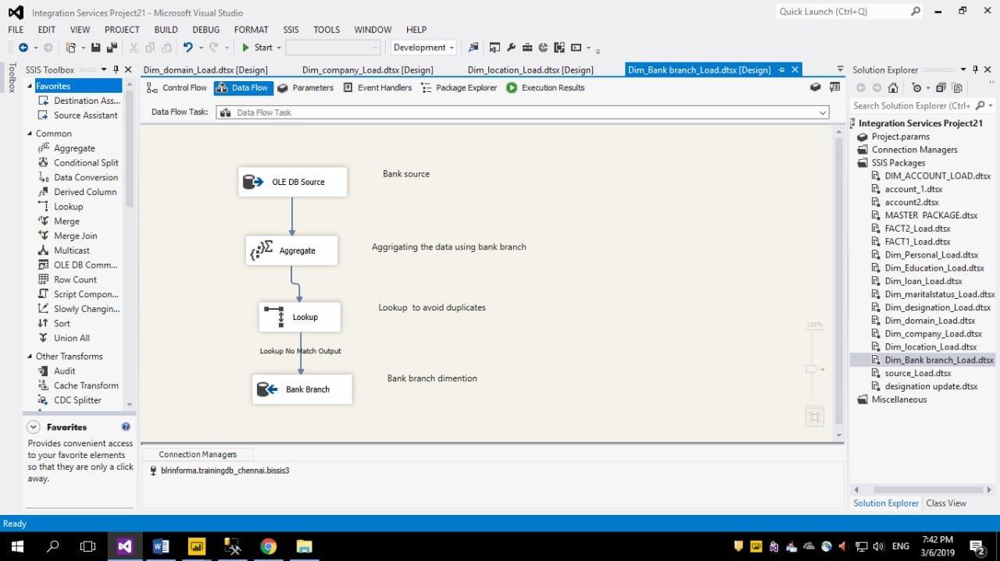 Integration Services Project21 - Microsoft Visual Studio
Quick Launch (Ctrl+Q)
FILE EDIT VIEW PROJECT BUILD DEBUG FORMAT SSIS TOOLS WINDOW HELP
Start Development
Toolbox
SSIS Toolbox
Favorites
Destination Ass...
Source Assistant
Common
Aggregate
Conditional Split
Data Conversion
Derived Column
Lookup
Merge
Merge Join
Multicast
OLE DB Comm...
Row Count
Script Compon...
Slowly Changin...
Sort
Union All
Other Transforms
Audit
Cache Transform
CDC Splitter
Favorites
Provides convenient access
to your favorite elements
so that they are only a click
away.
Dim_domain_Load.dtsx [Design] Dim_company_Load.dtsx [Design] Dim_location_Load.dtsx [Design] Dim_Bank branch_Load.dtsx [Design]
Control Flow Data Flow Parameters Event Handlers Package Explorer Execution Results
Data Flow Task: Data Flow Task
OLE DB Source Bank source
Aggregate Aggrigating the data using bank branch
Lookup Lookup to avoid duplicates
Lookup No Match Output
Bank Branch Bank branch dimention
100%
Connection Managers
blrinforma.trainingdb_chennai.bissis3
Solution Explorer
Search Solution Explorer (Ctrl+
Integration Services Project21
Project.params
Connection Managers
SSIS Packages
DIM_ACCOUNT_LOAD.dtsx
account_1.dtsx
account2.dtsx
MASTER PACKAGE.dtsx
FACT2_Load.dtsx
FACT1_Load.dtsx
Dim_Personal_Load.dtsx
Dim_Education_Load.dtsx
Dim_loan_Load.dtsx
Dim_maritalstatus_Load.dtsx
Dim_designation_Load.dtsx
Dim_domain_Load.dtsx
Dim_company_Load.dtsx
Dim_location_Load.dtsx
Dim_Bank branch_Load.dtsx
source_Load.dtsx
designation update.dtsx
Miscellaneous
Solution Explorer Class View
Ready
ENG
7:42 PM
3/6/2019
2